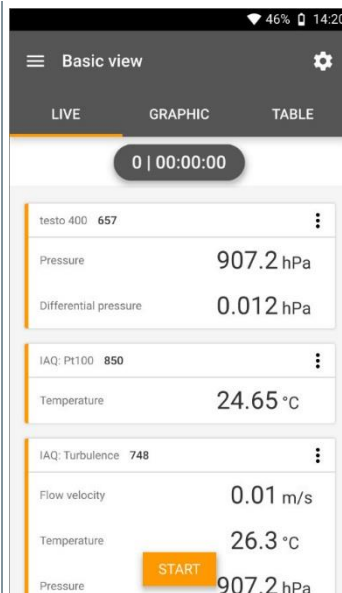 46% 14:20
Basic view
LIVE GRAPHIC TABLE
0 | 00:00:00
testo 400 657
Pressure 907.2 hPa
Differential pressure 0.012 hPa
IAQ: Pt100 850
Temperature 24.65 °C
IAQ: Turbulence 748
Flow velocity 0.01 m/s
Temperature 26.3 °C
START
Pressure 907.2 hPa